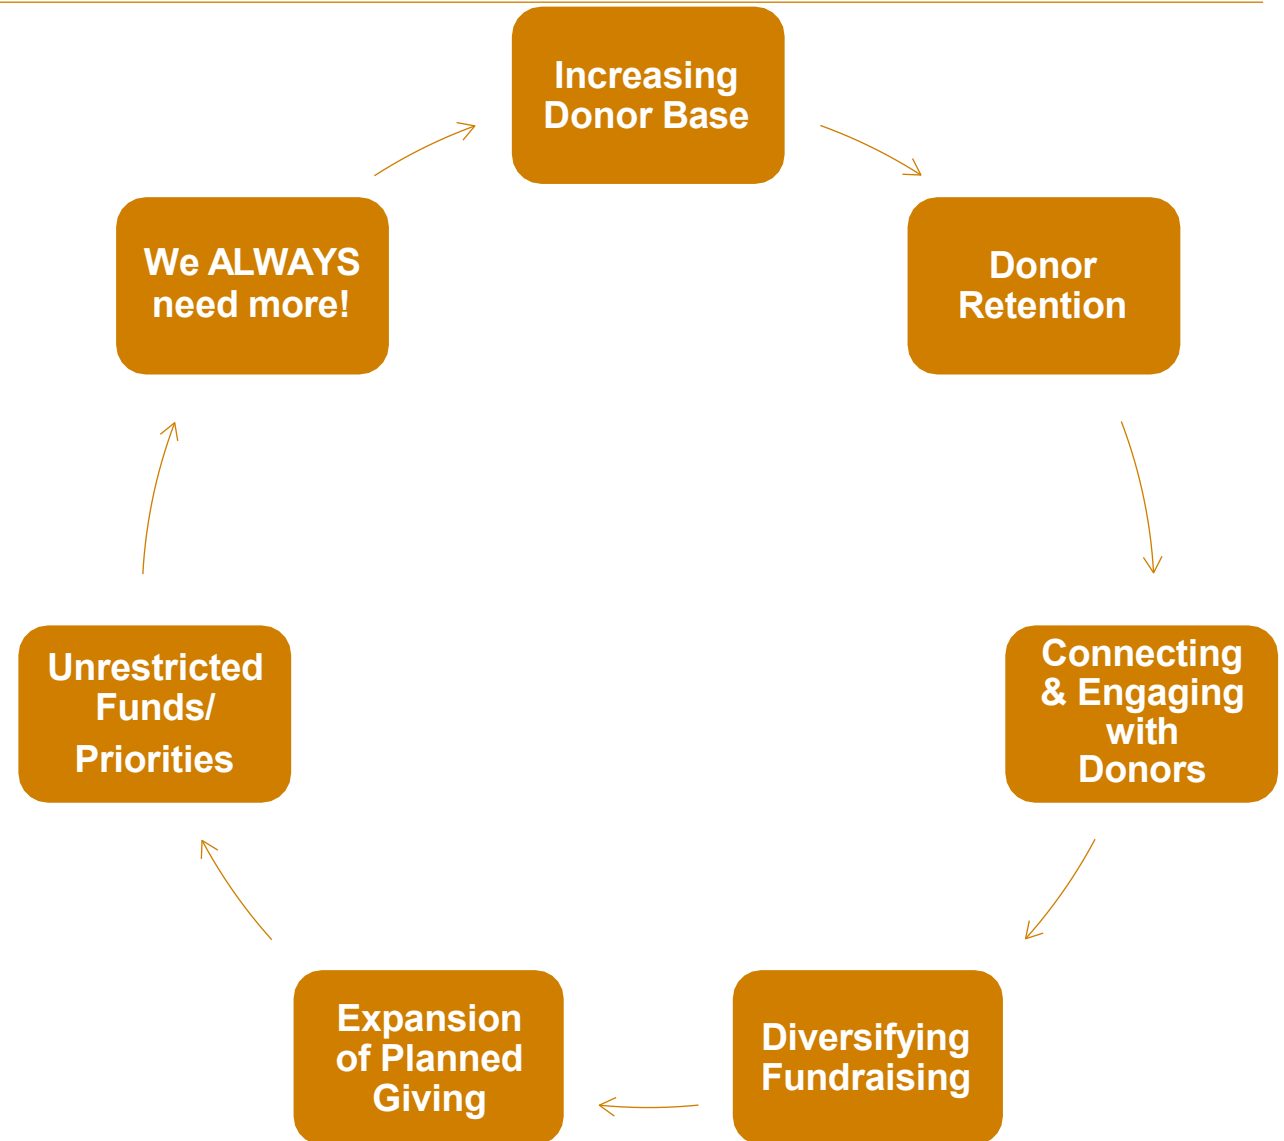 Increasing
Donor Base
Donor
Retention
Connecting
& Engaging
with
Donors
Diversifying
Fundraising
Expansion
of Planned
Giving
Unrestricted
Funds/
Priorities
We ALWAYS
need more!